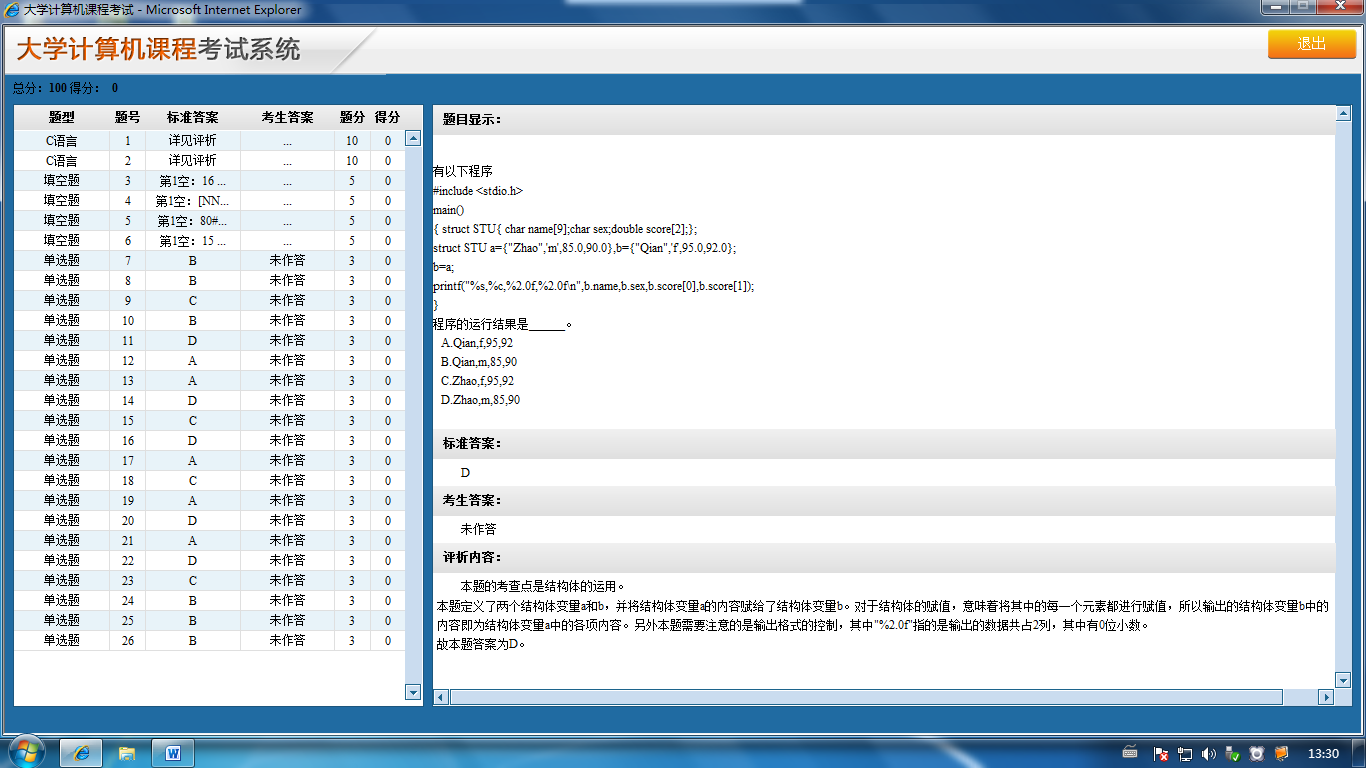 大学计算机课程考试 - Microsoft Internet Explorer
大学计算机课程考试系统
退出
总分：100 得分： 0
题型 题号 标准答案 考生答案 题分 得分
C语言 1 详见评析 ... 10 0
C语言 2 详见评析 ... 10 0
填空题 3 第1空：16 ... ... 5 0
填空题 4 第1空：[NN... ... 5 0
填空题 5 第1空：80#... ... 5 0
填空题 6 第1空：15 ... ... 5 0
单选题 7 B 未作答 3 0
单选题 8 B 未作答 3 0
单选题 9 C 未作答 3 0
单选题 10 B 未作答 3 0
单选题 11 D 未作答 3 0
单选题 12 A 未作答 3 0
单选题 13 A 未作答 3 0
单选题 14 D 未作答 3 0
单选题 15 C 未作答 3 0
单选题 16 D 未作答 3 0
单选题 17 A 未作答 3 0
单选题 18 C 未作答 3 0
单选题 19 A 未作答 3 0
单选题 20 D 未作答 3 0
单选题 21 A 未作答 3 0
单选题 22 D 未作答 3 0
单选题 23 C 未作答 3 0
单选题 24 B 未作答 3 0
单选题 25 B 未作答 3 0
单选题 26 B 未作答 3 0
题目显示：
有以下程序
#include <stdio.h>
main()
{ struct STU{ char name[9];char sex;double score[2];};
struct STU a={"Zhao",'m',85.0,90.0},b={"Qian",'f',95.0,92.0};
b=a;
printf("%s,%c,%2.0f,%2.0f\n",b.name,b.sex,b.score[0],b.score[1]);
}
程序的运行结果是______。
A.Qian,f,95,92
B.Qian,m,85,90
C.Zhao,f,95,92
D.Zhao,m,85,90
标准答案：
D
考生答案：
未作答
评析内容：
本题的考查点是结构体的运用。
本题定义了两个结构体变量a和b，并将结构体变量a的内容赋给了结构体变量b。对于结构体的赋值，意味着将其中的每一个元素都进行赋值，所以输出的结构体变量b中的
内容即为结构体变量a中的各项内容。另外本题需要注意的是输出格式的控制，其中"%2.0f"指的是输出的数据共占2列，其中有0位小数。
故本题答案为D。
13:30